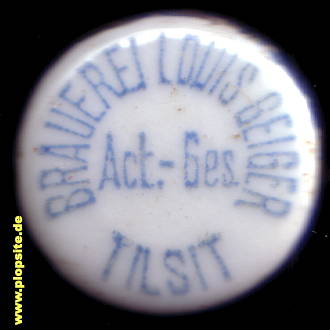 BRAUEREI LOUIS GEIGER
Act.-Ges.
TILSIT
www.plopsite.de